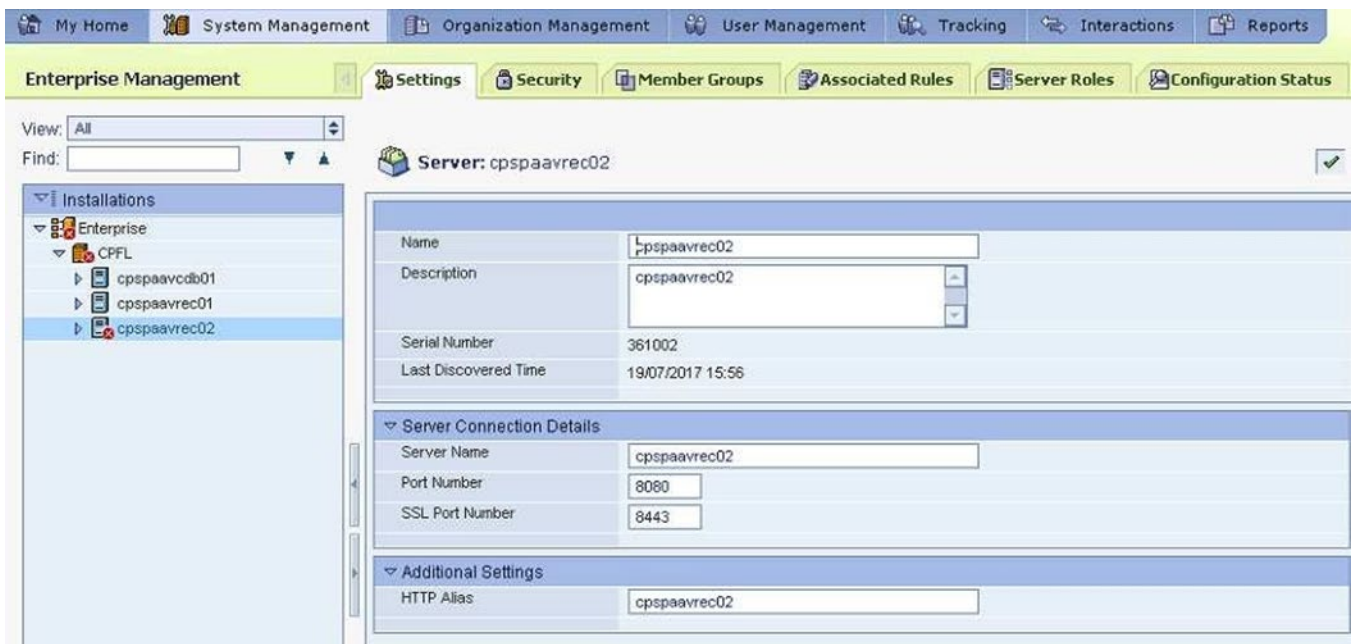 My Home System Management Organization Management User Management Tracking Interactions Reports
Enterprise Management Settings Security Member Groups Associated Rules Server Roles Configuration Status
View: All
Find:
Server: cpspaavrec02
Installations
Enterprise
CPFL
cpspaavcdb01
cpspaavrec01
cpspaavrec02
Name cpspaavrec02
Description cpspaavrec02
Serial Number 361002
Last Discovered Time 19/07/2017 15:56
Server Connection Details
Server Name cpspaavrec02
Port Number 8080
SSL Port Number 8443
Additional Settings
HTTP Alias cpspaavrec02